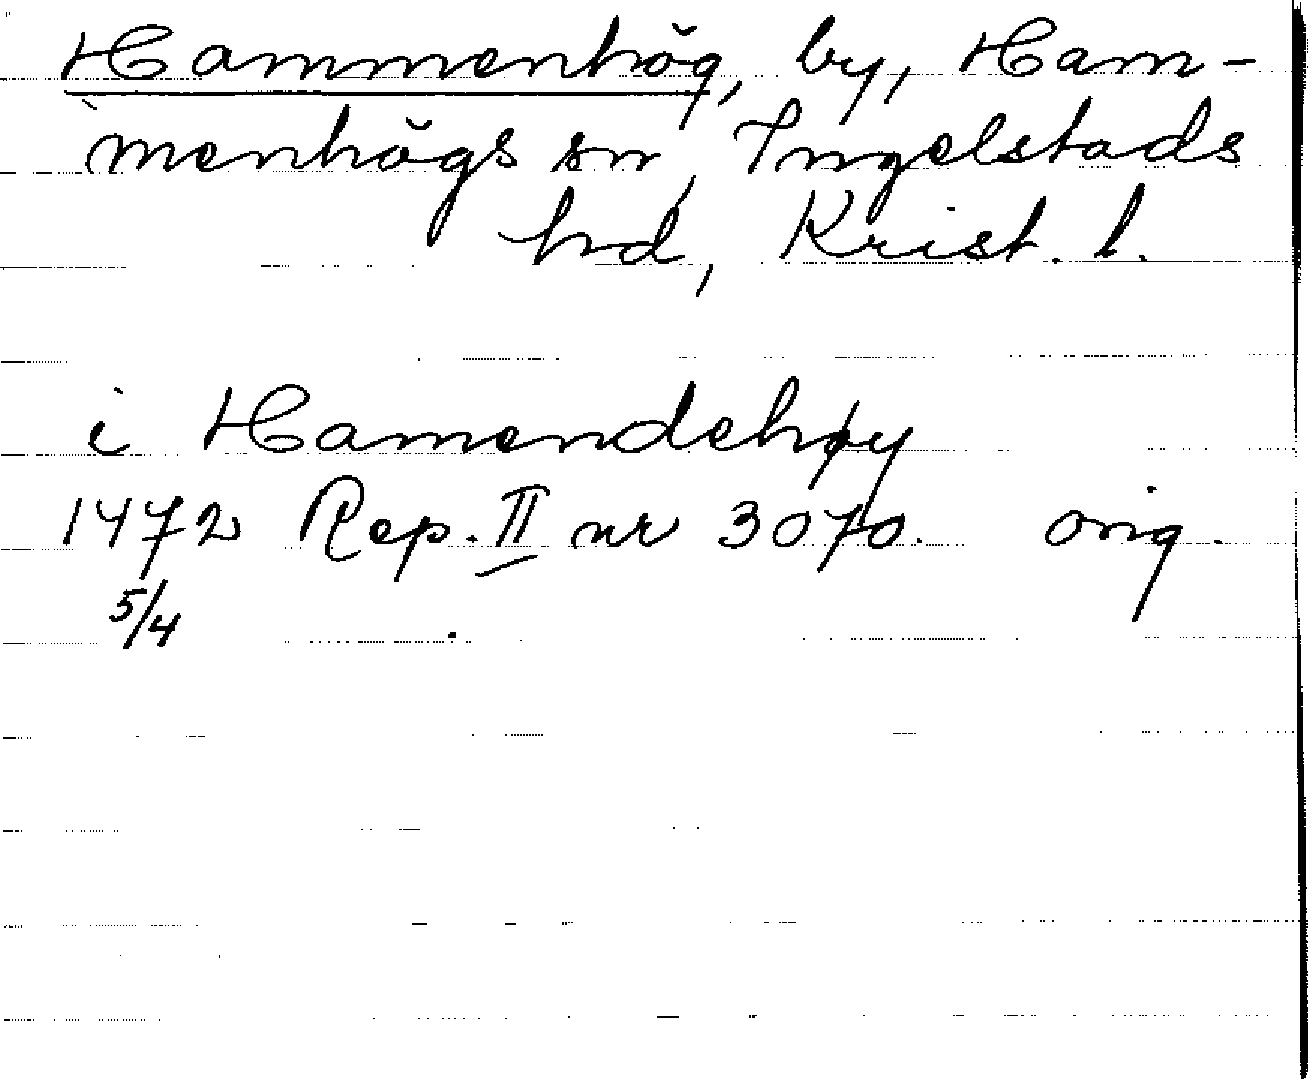 Hammenhög, by, Ham-
menhögs sn, Ingelstads
hd, Krist. l.
i Hamendehøy
1472 Rep. II nr 3070. orig.
5/4